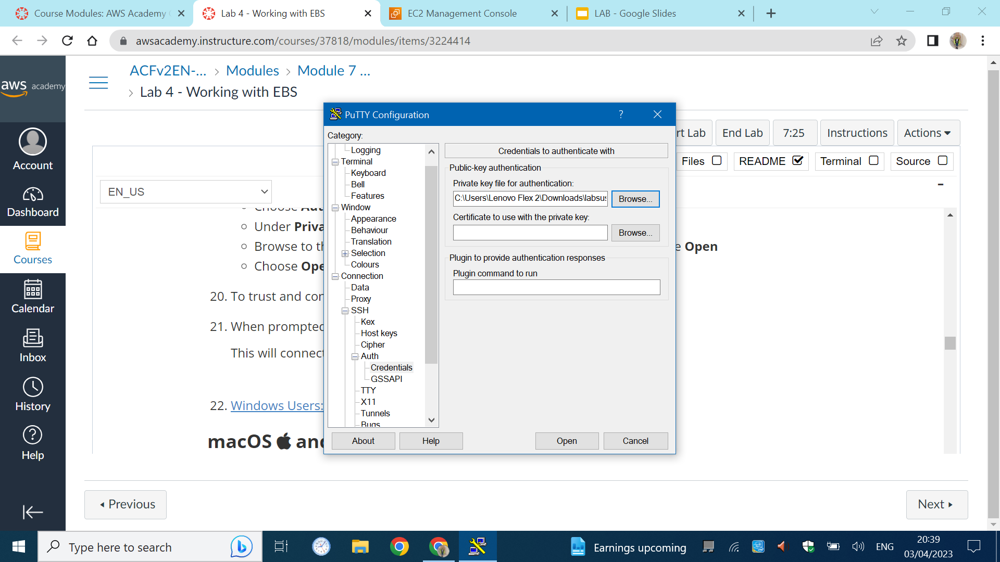 Course Modules: AWS Academy
Lab 4 - Working with EBS
EC2 Management Console
LAB - Google Slides
awsacademy.instructure.com/courses/37818/modules/items/3224414
aws academy
Account
Dashboard
Courses
Calendar
Inbox
History
Help
ACFv2EN-... > Modules > Module 7 ...
> Lab 4 - Working with EBS
rt Lab
End Lab
7:25
Instructions
Actions
Files
README
Terminal
Source
EN_US
Choose Aut
Under Priva
Browse to th
e Open
Choose Ope
20. To trust and con
21. When prompted
This will connect
22. Windows Users:
macOS and
Previous
Next
PuTTY Configuration
?
Category:
Logging
Terminal
Keyboard
Bell
Features
Window
Appearance
Behaviour
Translation
Selection
Colours
Connection
Data
Proxy
SSH
Kex
Host keys
Cipher
Auth
Credentials
GSSAPI
TTY
X11
Tunnels
Bugs
Credentials to authenticate with
Public-key authentication
Private key file for authentication:
C:\Users\Lenovo Flex 2\Downloads\labsus
Browse...
Certificate to use with the private key:
Browse...
Plugin to provide authentication responses
Plugin command to run
About
Help
Open
Cancel
Type here to search
Earnings upcoming
ENG
20:39
03/04/2023